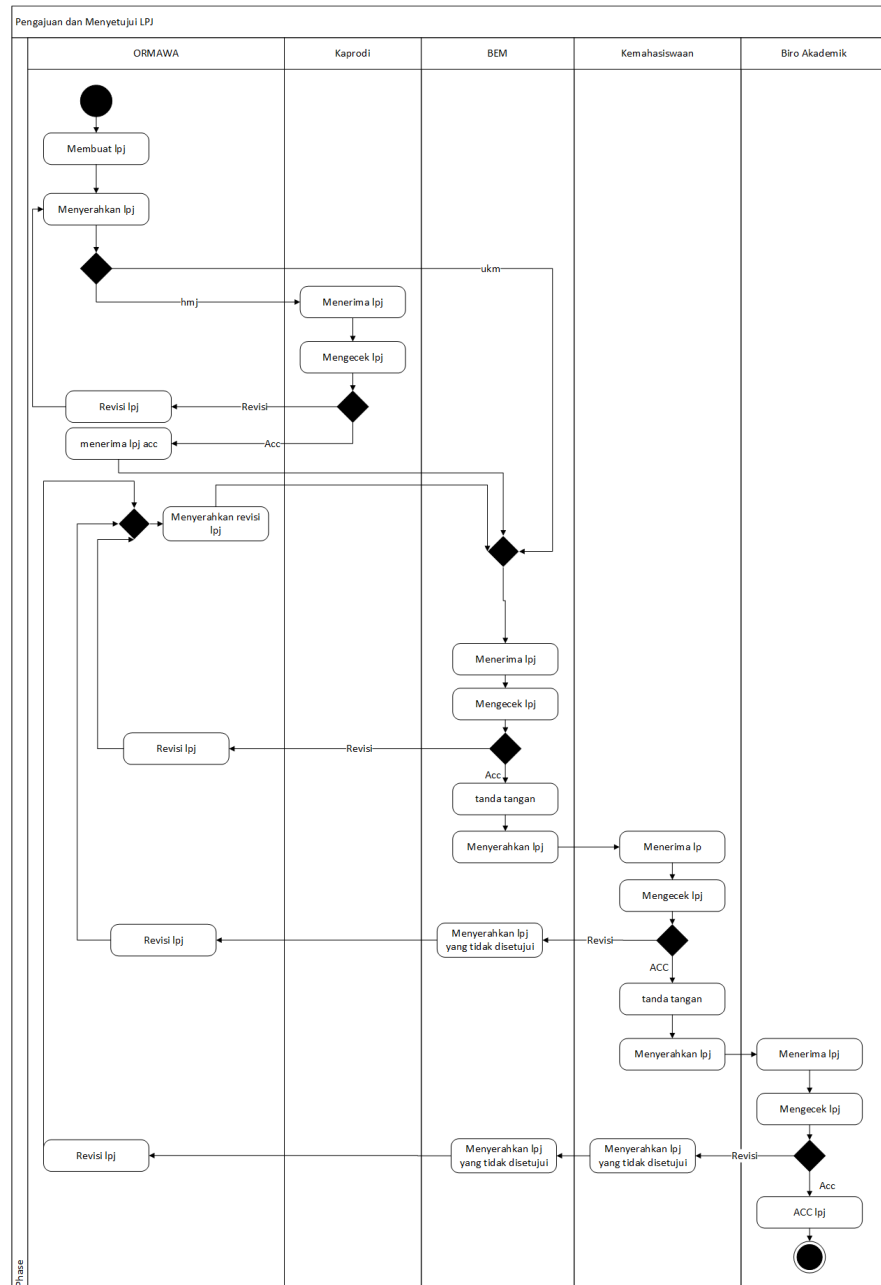 Pengajuan dan Menyetujui LPJ
ORMAWA
Kaprodi
BEM
Kemahasiswaan
Biro Akademik
Membuat lpj
Menyerahkan lpj
ukm
hmj
Menerima lpj
Mengecek lpj
Revisi lpj
Revisi
menerima lpj acc
Acc
Menyerahkan revisi
lpj
Menerima lpj
Mengecek lpj
Revisi lpj
Revisi
Acc
tanda tangan
Menyerahkan lpj
Menerima lp
Mengecek lpj
Revisi lpj
Menyerahkan lpj
yang tidak disetujui
Revisi
ACC
tanda tangan
Menyerahkan lpj
Menerima lpj
Mengecek lpj
Revisi lpj
Menyerahkan lpj
yang tidak disetujui
Menyerahkan lpj
yang tidak disetujui
Revisi
Acc
ACC lpj
Phase